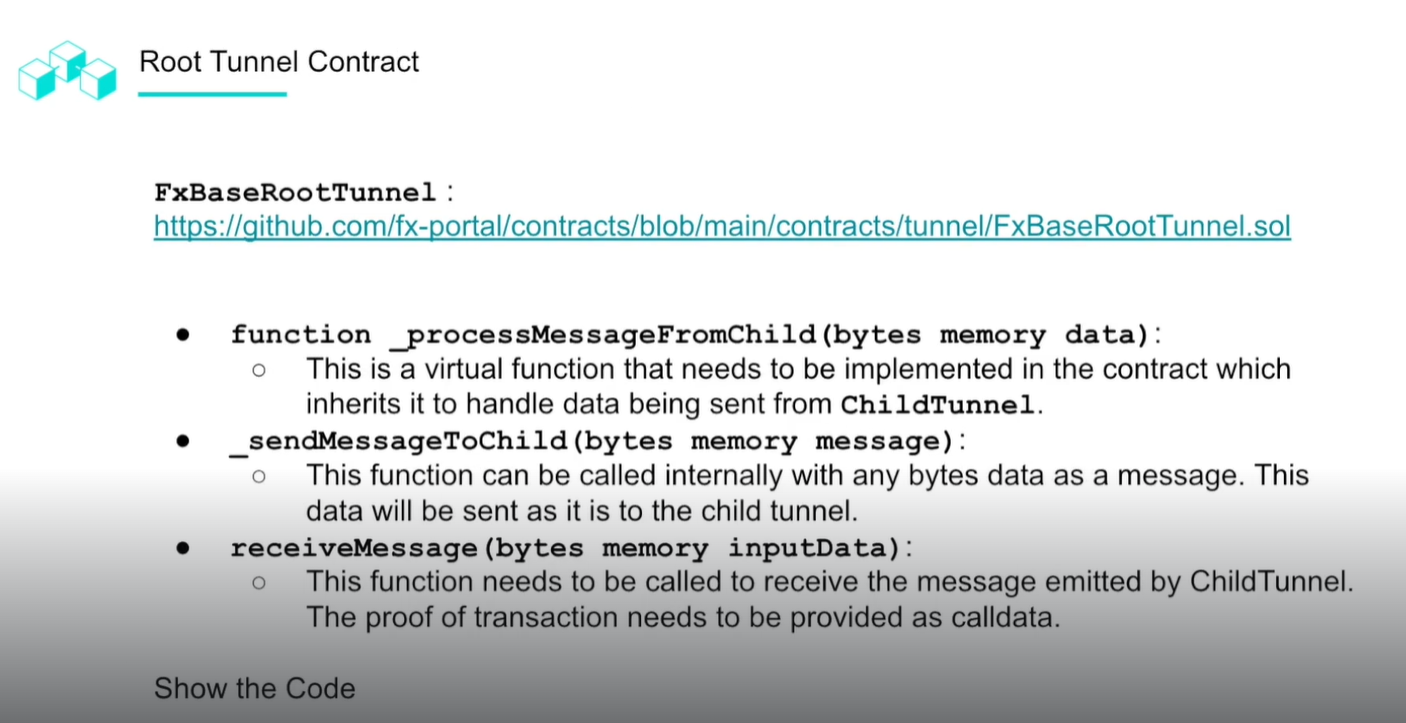 Root Tunnel Contract
FxBaseRootTunnel :
https://github.com/fx-portal/contracts/blob/main/contracts/tunnel/FxBaseRootTunnel.sol
● function _processMessageFromChild(bytes memory data):
○ This is a virtual function that needs to be implemented in the contract which
inherits it to handle data being sent from ChildTunnel.
● _sendMessageToChild(bytes memory message):
○ This function can be called internally with any bytes data as a message. This
data will be sent as it is to the child tunnel.
● receiveMessage(bytes memory inputData):
○ This function needs to be called to receive the message emitted by ChildTunnel.
The proof of transaction needs to be provided as calldata.
Show the Code